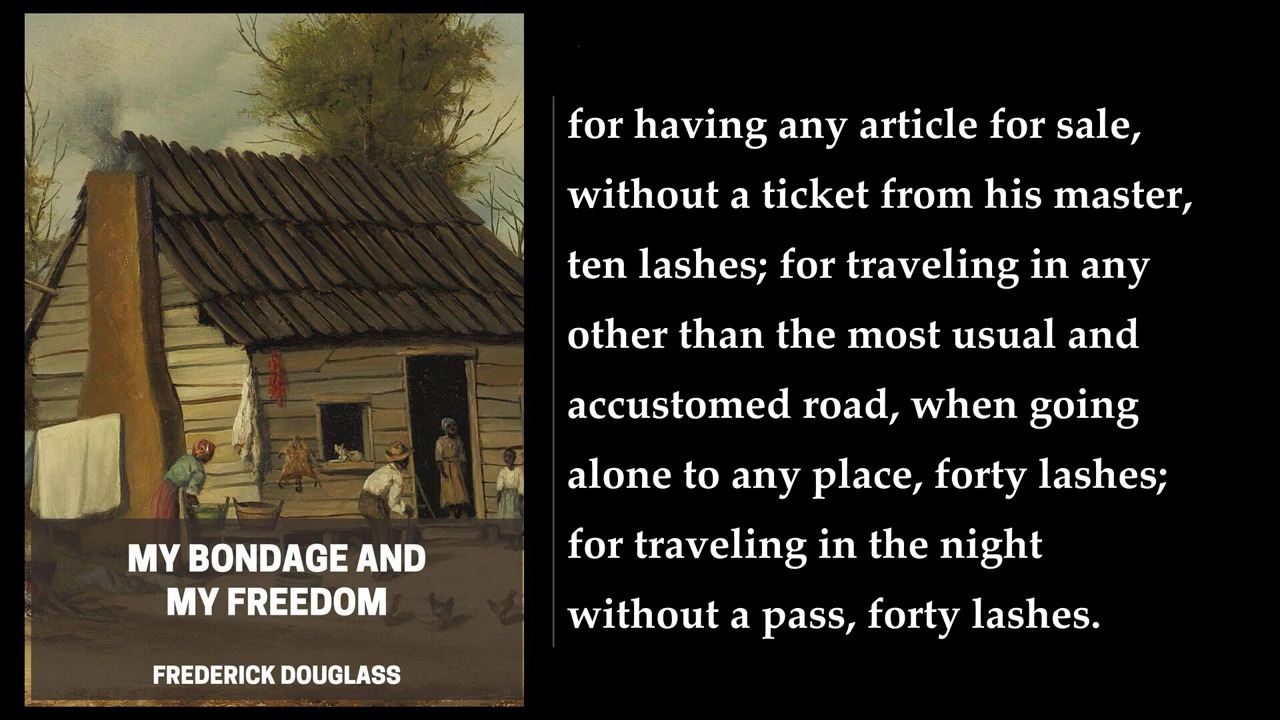 MY BONDAGE AND
MY FREEDOM
FREDERICK DOUGLASS
for having any article for sale,
without a ticket from his master,
ten lashes; for traveling in any
other than the most usual and
accustomed road, when going
alone to any place, forty lashes;
for traveling in the night
without a pass, forty lashes.